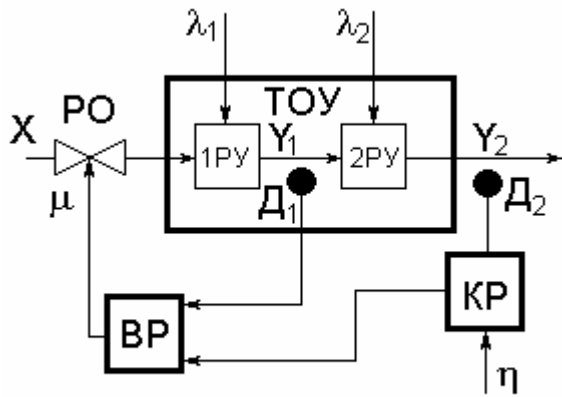 λ₁ λ₂
РО ТОУ
X Y₁ Y₂
1РУ 2РУ
μ Д₁ Д₂
ВР КР
η